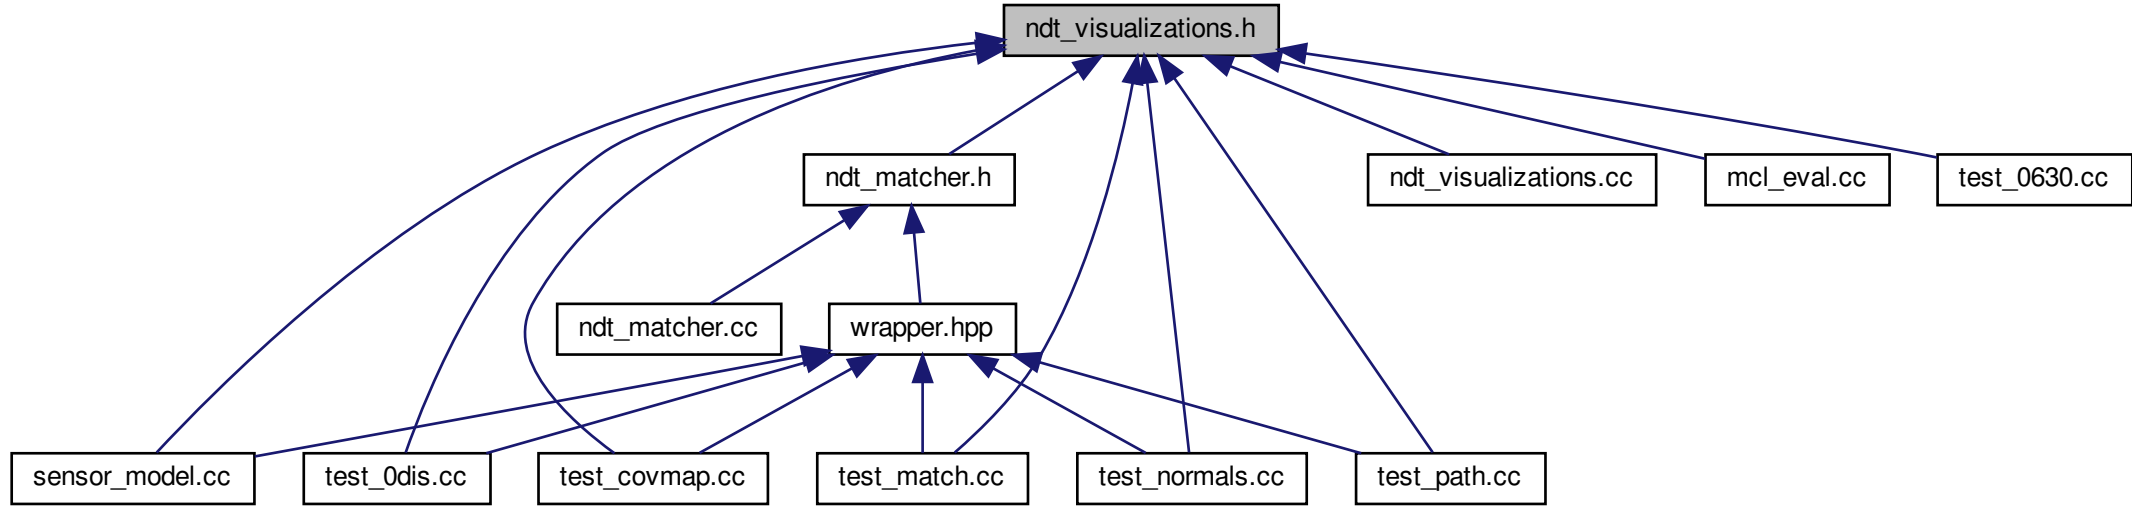 ndt_visualizations.h
ndt_matcher.h
ndt_visualizations.cc
mcl_eval.cc
test_0630.cc
ndt_matcher.cc
wrapper.hpp
sensor_model.cc
test_0dis.cc
test_covmap.cc
test_match.cc
test_normals.cc
test_path.cc